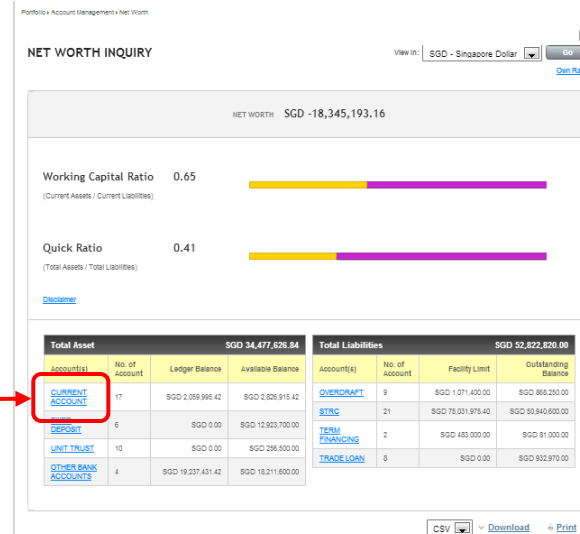 Portfolio › Account Management › Net Worth
NET WORTH INQUIRY
View In: SGD - Singapore Dollar Go
Own Ra
NET WORTH SGD -18,345,193.16
Working Capital Ratio 0.65
(Current Assets / Current Liabilities)
Quick Ratio 0.41
(Total Assets / Total Liabilities)
Disclaimer
Total Asset SGD 34,477,626.84
Account(s) No. of Account Ledger Balance Available Balance
CURRENT ACCOUNT 17 SGD 2,059,995.42 SGD 2,826,915.42
DEPOSIT 6 SGD 0.00 SGD 12,923,700.00
UNIT TRUST 10 SGD 0.00 SGD 256,500.00
OTHER BANK ACCOUNTS 4 SGD 19,237,431.42 SGD 18,211,600.00
Total Liabilities SGD 52,822,820.00
Account(s) No. of Account Facility Limit Outstanding Balance
OVERDRAFT 9 SGD 1,071,400.00 SGD 868,250.00
STRC 21 SGD 75,031,975.40 SGD 50,940,600.00
TERM FINANCING 2 SGD 483,000.00 SGD 81,000.00
TRADE LOAN 8 SGD 0.00 SGD 932,970.00
CSV Download Print